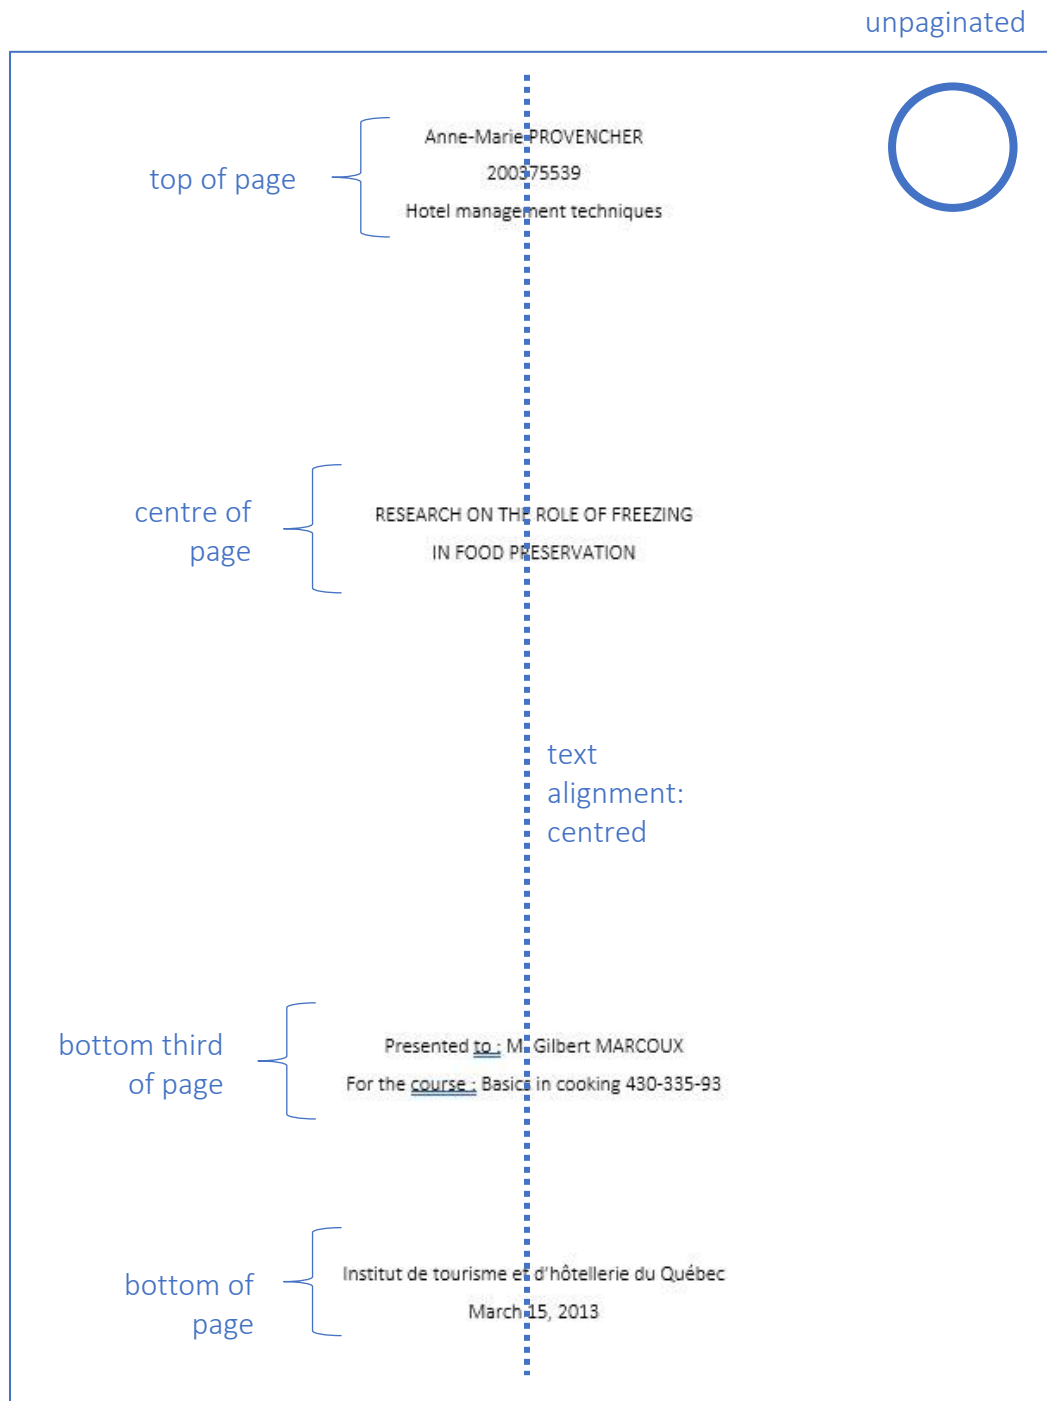 unpaginated
Anne-Marie PROVENCHER
top of page
200375539
Hotel management techniques
centre of
page
RESEARCH ON THE ROLE OF FREEZING
IN FOOD PRESERVATION
text
alignment:
centred
bottom third
of page
Presented to : M. Gilbert MARCOUX
For the course : Basics in cooking 430-335-93
bottom of
page
Institut de tourisme et d'hôtellerie du Québec
March 15, 2013